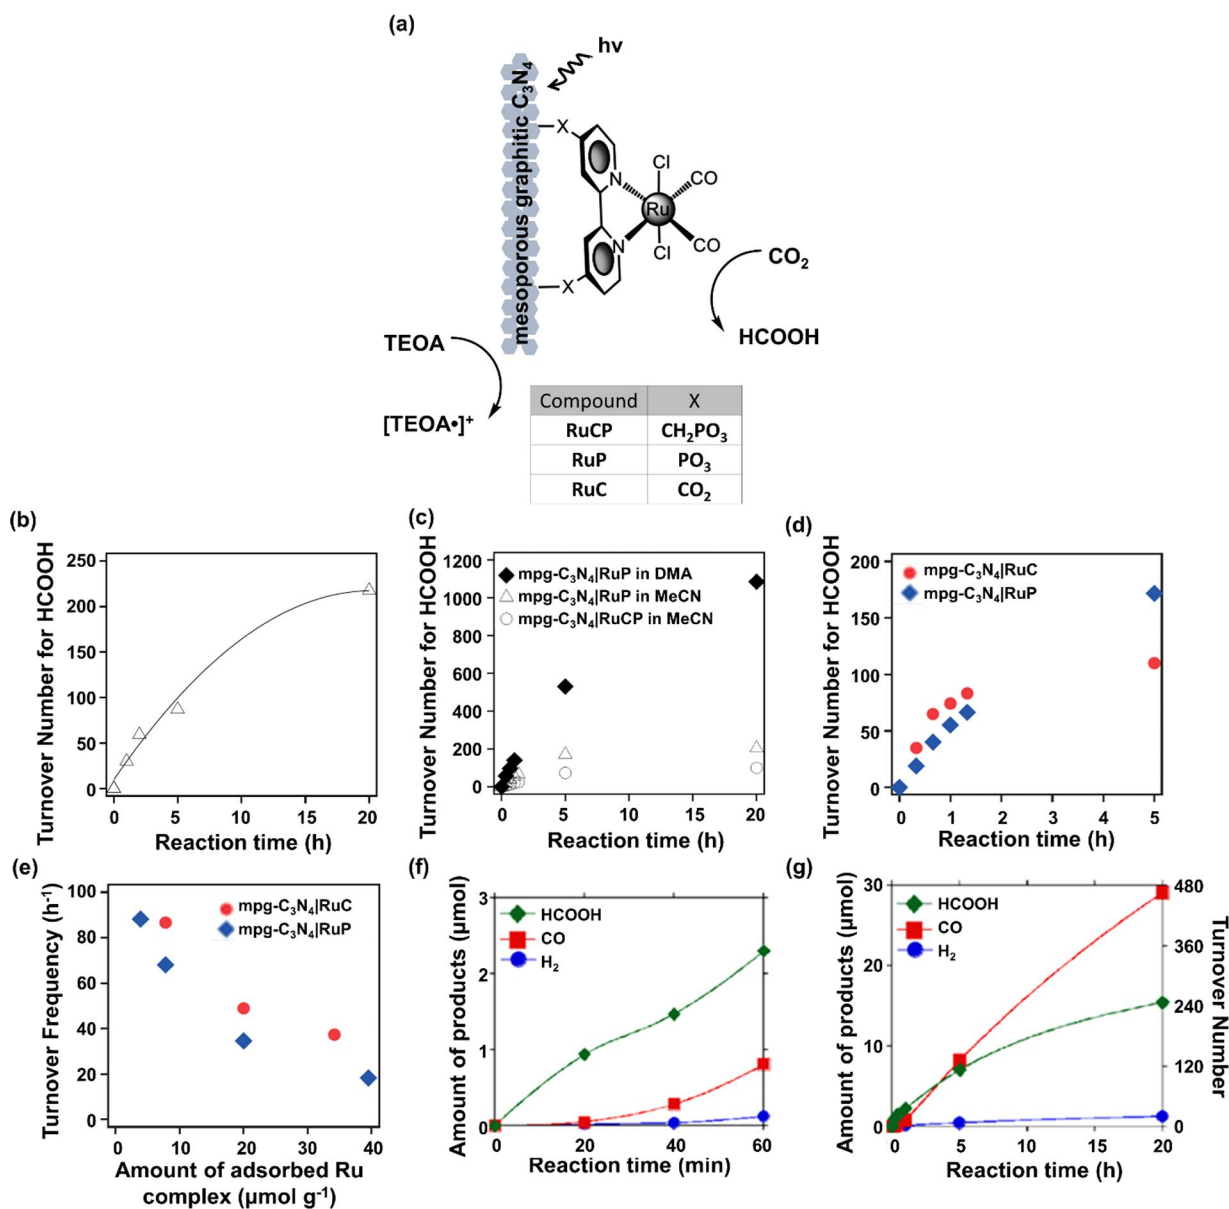 (a)
hν
mesoporous graphitic C₃N₄
X
N
Cl
CO
Ru
N
Cl
CO
X
CO₂
HCOOH
TEOA
[TEOA•]⁺
Compound X
RuCP CH₂PO₃
RuP PO₃
RuC CO₂
(b)
Turnover Number for HCOOH
250
200
150
100
50
0
0 5 10 15 20
Reaction time (h)
(c)
Turnover Number for HCOOH
1200
1000
800
600
400
200
0
mpg-C₃N₄|RuP in DMA
mpg-C₃N₄|RuP in MeCN
mpg-C₃N₄|RuCP in MeCN
0 5 10 15 20
Reaction time (h)
(d)
Turnover Number for HCOOH
200
150
100
50
0
mpg-C₃N₄|RuC
mpg-C₃N₄|RuP
0 1 2 3 4 5
Reaction time (h)
(e)
Turnover Frequency (h⁻¹)
100
80
60
40
20
0
mpg-C₃N₄|RuC
mpg-C₃N₄|RuP
0 10 20 30 40
Amount of adsorbed Ru
complex (μmol g⁻¹)
(f)
Amount of products (μmol)
3
2
1
0
HCOOH
CO
H₂
0 20 40 60
Reaction time (min)
(g)
Amount of products (μmol)
30
20
10
0
HCOOH
CO
H₂
480
360
240
120
0
Turnover Number
0 5 10 15 20
Reaction time (h)